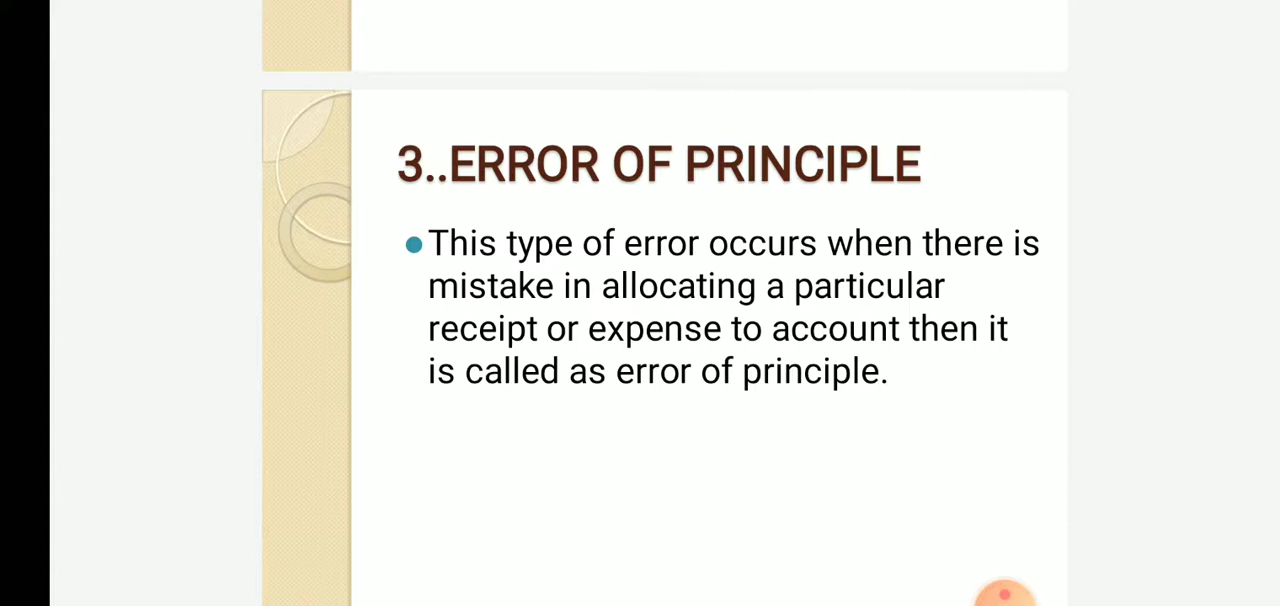 3..ERROR OF PRINCIPLE
This type of error occurs when there is
mistake in allocating a particular
receipt or expense to account then it
is called as error of principle.